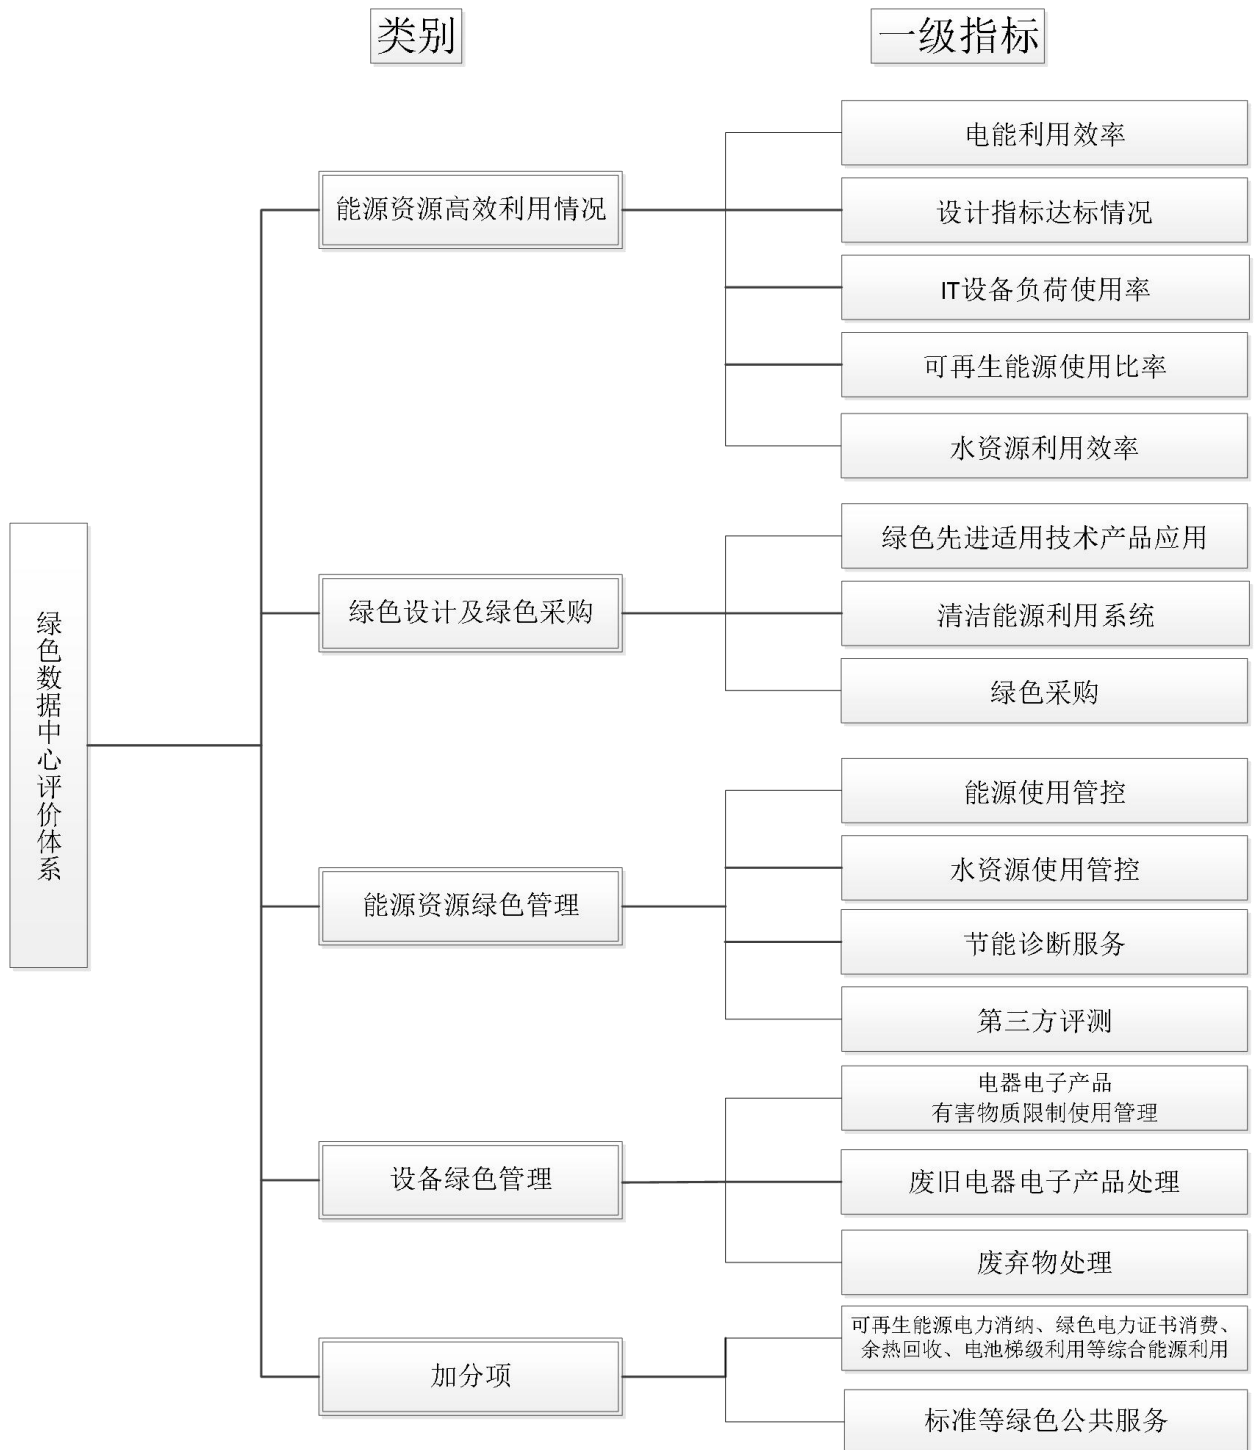 类别
一级指标
绿色数据中心评价体系
能源资源高效利用情况
电能利用效率
设计指标达标情况
IT设备负荷使用率
可再生能源使用比率
水资源利用效率
绿色设计及绿色采购
绿色先进适用技术产品应用
清洁能源利用系统
绿色采购
能源资源绿色管理
能源使用管控
水资源使用管控
节能诊断服务
第三方评测
设备绿色管理
电器电子产品
有害物质限制使用管理
废旧电器电子产品处理
废弃物处理
加分项
可再生能源电力消纳、绿色电力证书消费、
余热回收、电池梯级利用等综合能源利用
标准等绿色公共服务